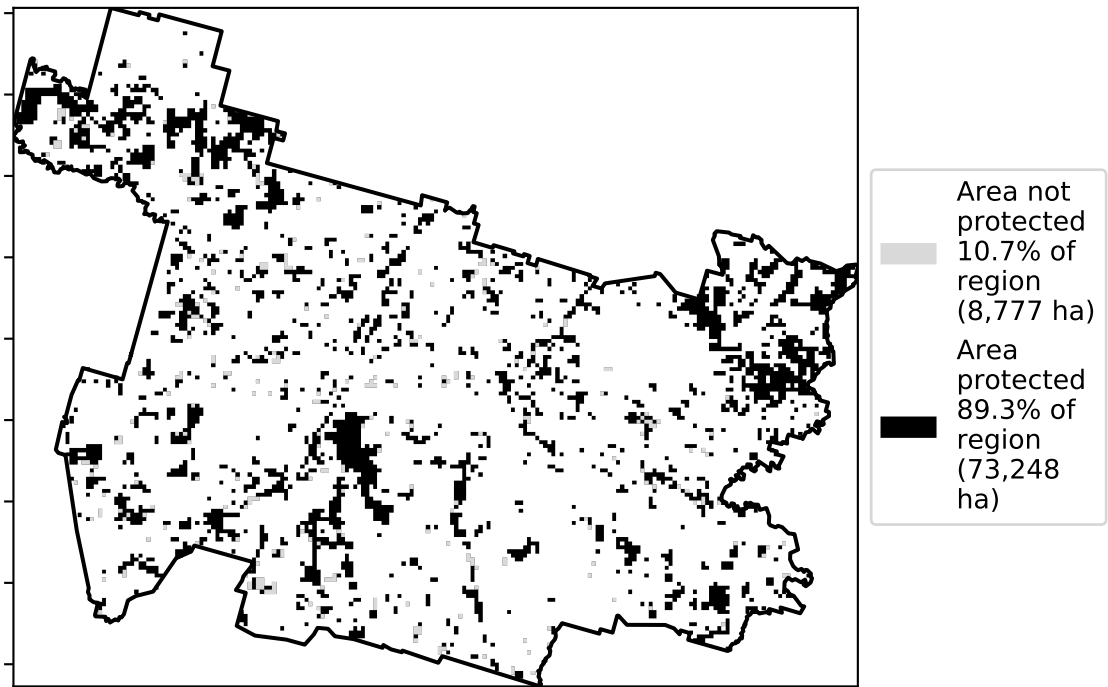 Area not
protected
10.7% of
region
(8,777 ha)
Area
protected
89.3% of
region
(73,248
ha)